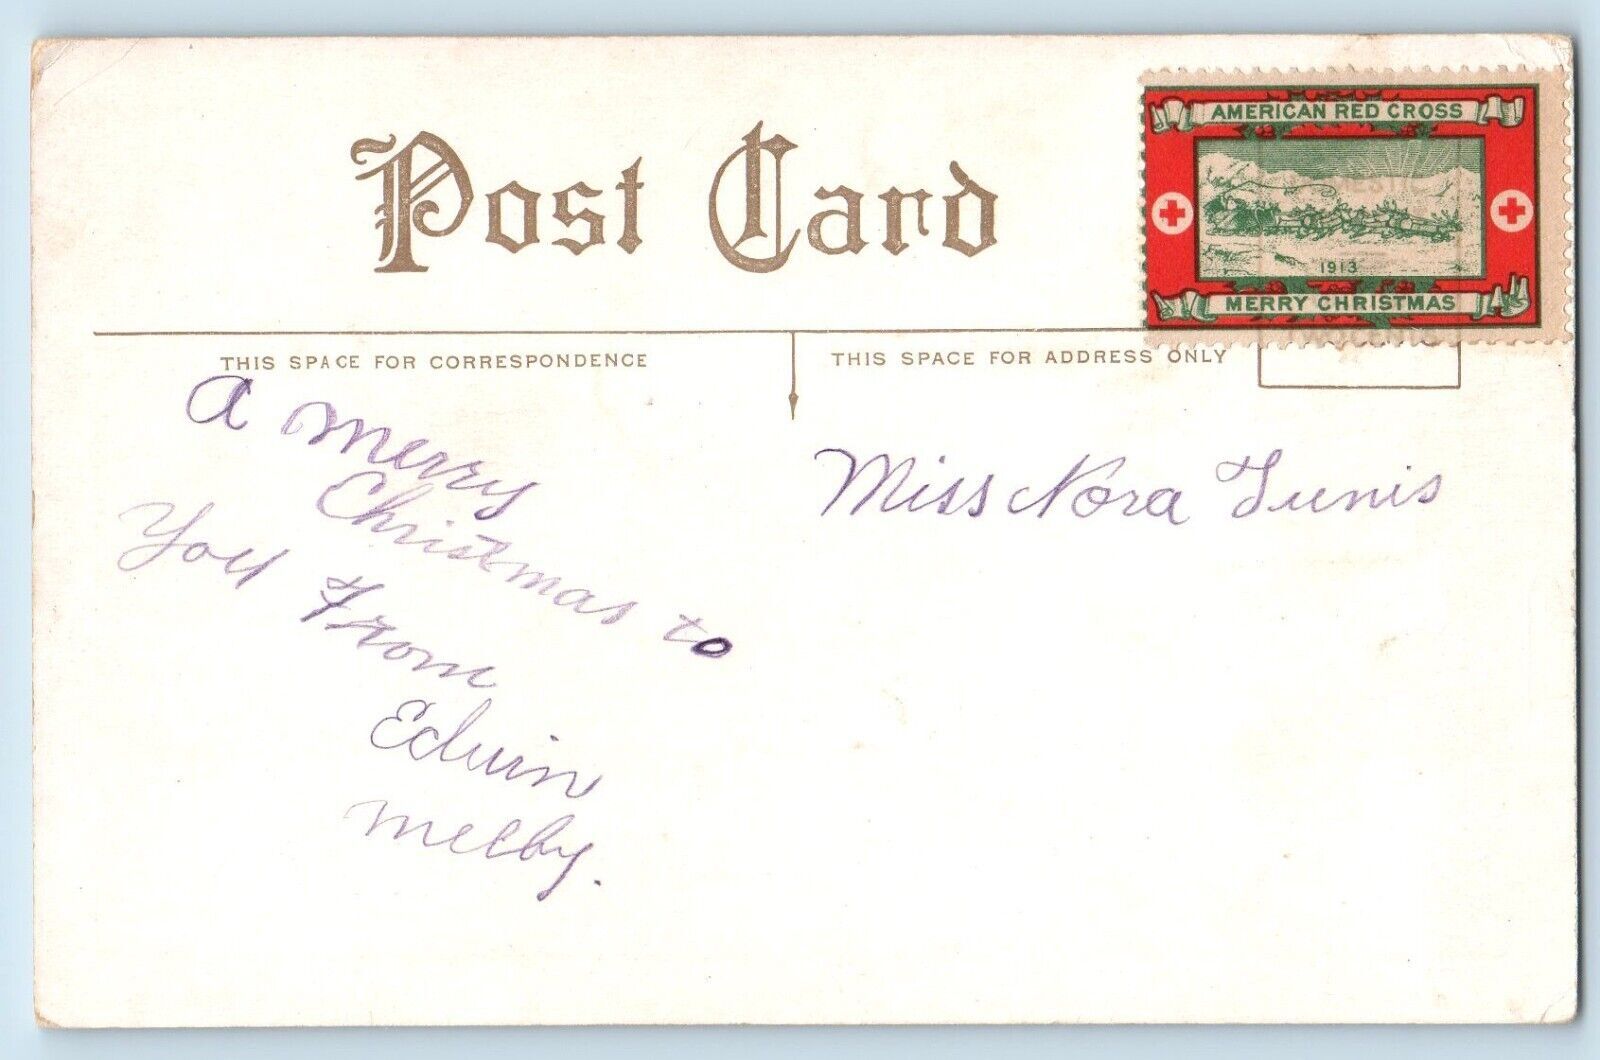 Post Card
AMERICAN RED CROSS
1913
MERRY CHRISTMAS
THIS SPACE FOR CORRESPONDENCE
THIS SPACE FOR ADDRESS ONLY
A Merry
Christmas to
You From
Edwin
Melby.
Miss Nora Tunis